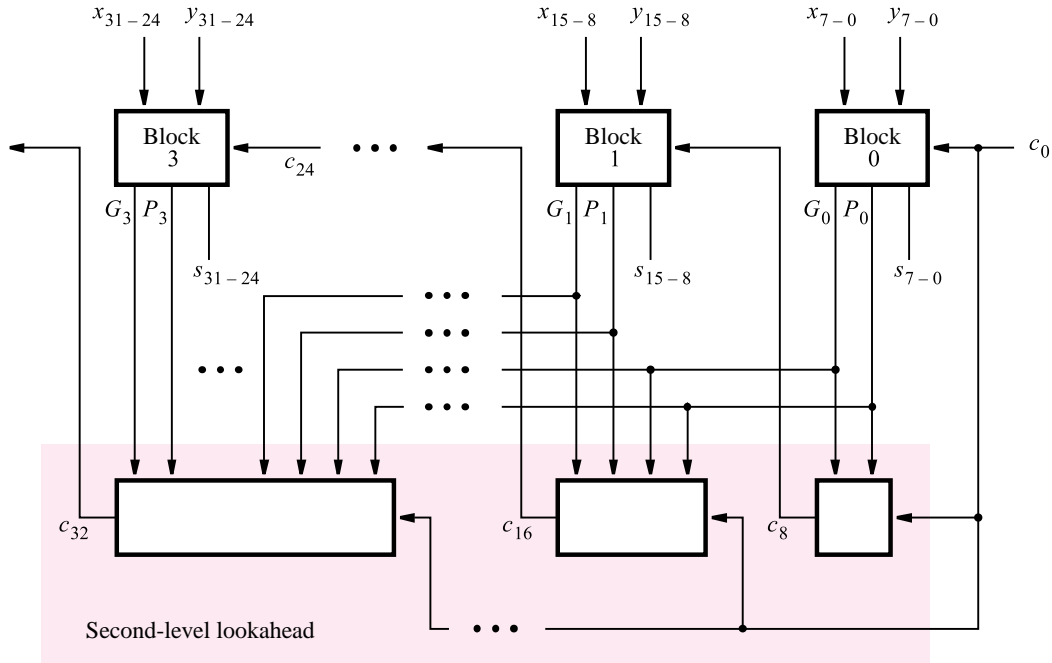 x31–24 y31–24 x15–8 y15–8 x7–0 y7–0
Block 3
Block 1
Block 0
c24
c0
G3 P3 G1 P1 G0 P0
s31–24 s15–8 s7–0
c32 c16 c8
Second-level lookahead